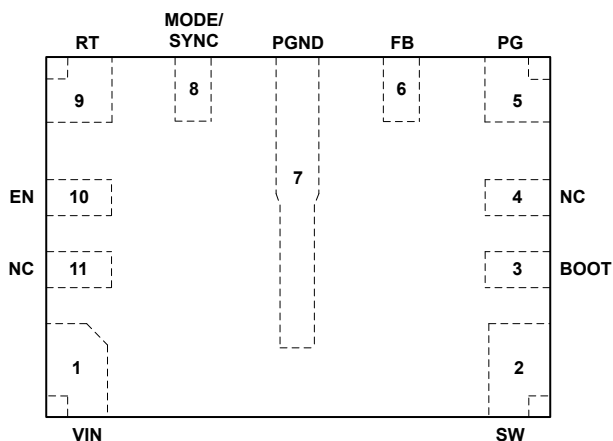 MODE/
RT SYNC PGND FB PG
9 8 6 5
7
EN 10 4 NC
NC 11 3 BOOT
1 2
VIN SW